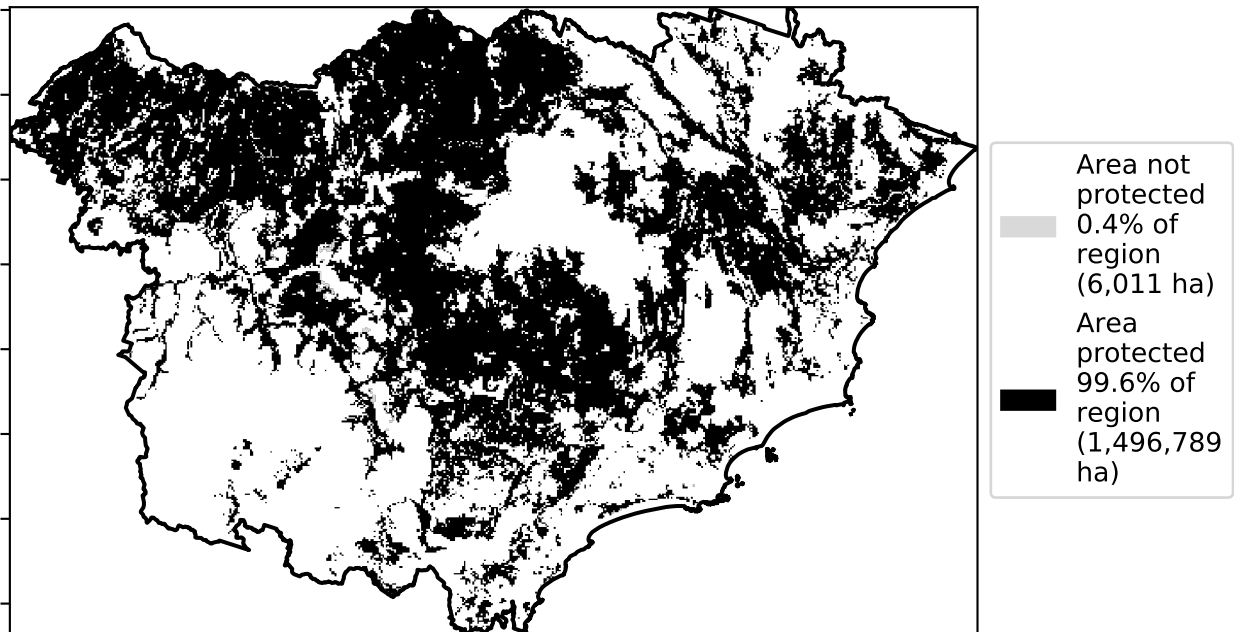 Area not
protected
0.4% of
region
(6,011 ha)
Area
protected
99.6% of
region
(1,496,789
ha)